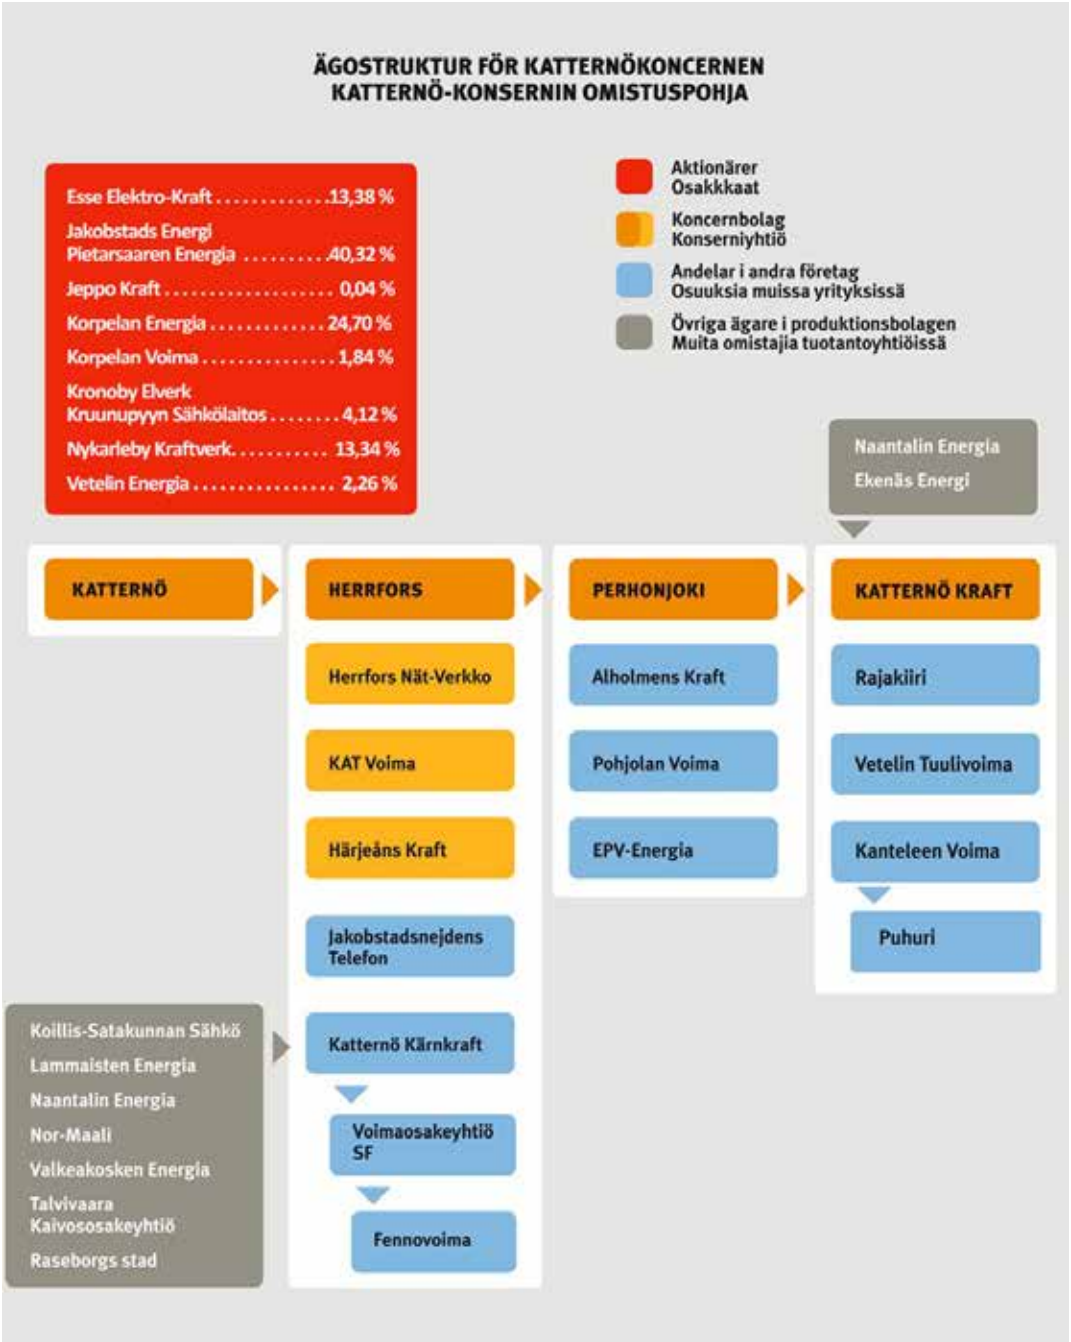 ÄGOSTRUKTUR FÖR KATTERNÖKONCERNEN
KATTERNÖ-KONSERNIN OMISTUSPOHJA
Esse Elektro-Kraft.............13,38 %
Jakobstads Energi
Pietarsaaren Energia ..........40,32 %
Jeppo Kraft.................... 0,04 %
Korpelan Energia.............. 24,70 %
Korpelan Voima................ 1,84 %
Kronoby Elverk
Kruunupyyn Sähkölaitos........ 4,12 %
Nykarleby Kraftverk........... 13,34 %
Vetelin Energia................. 2,26 %
Aktionärer
Osakkkaat
Koncernbolag
Konserniyhtiö
Andelar i andra företag
Osuuksia muissa yrityksissä
Övriga ägare i produktionsbolagen
Muita omistajia tuotantoyhtiöissä
Naantalin Energia
Ekenäs Energi
KATTERNÖ
HERRFORS
Herrfors Nät-Verkko
KAT Voima
Härjeåns Kraft
Jakobstadsnejdens
Telefon
Katternö Kärnkraft
Voimaosakeyhtiö
SF
Fennovoima
PERHONJOKI
Alholmens Kraft
Pohjolan Voima
EPV-Energia
KATTERNÖ KRAFT
Rajakiiri
Vetelin Tuulivoima
Kanteleen Voima
Puhuri
Koillis-Satakunnan Sähkö
Lammaisten Energia
Naantalin Energia
Nor-Maali
Valkeakosken Energia
Talvivaara
Kaivososakeyhtiö
Raseborgs stad